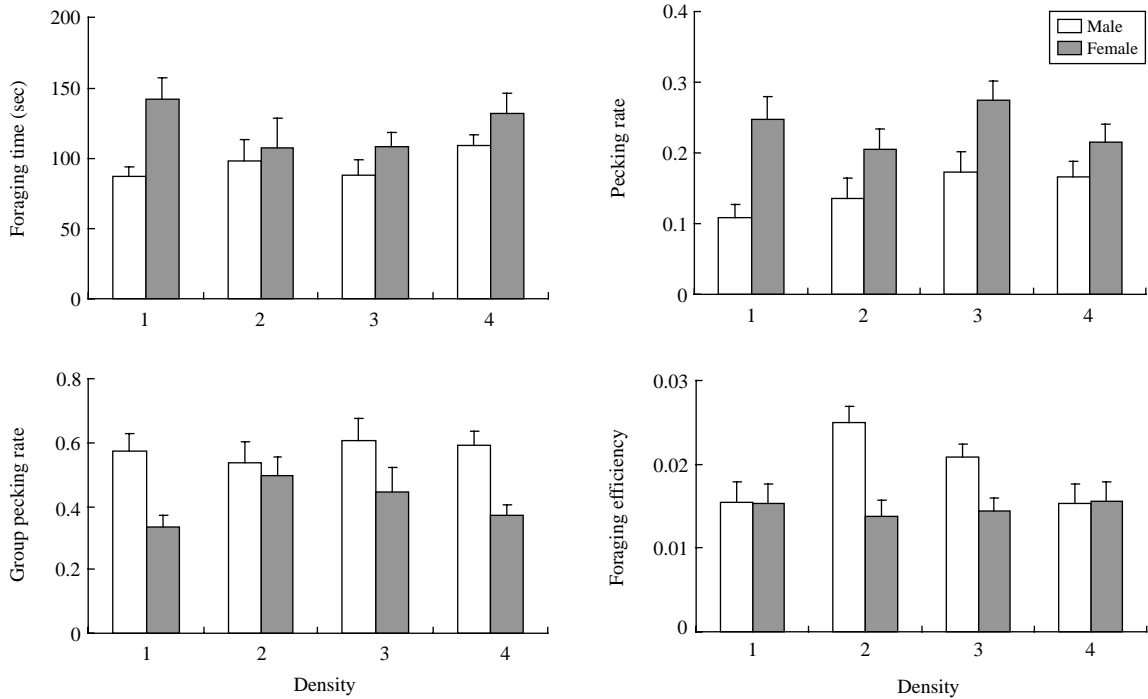 200
150
100
50
0
Foraging time (sec)
1 2 3 4
0.4
0.3
0.2
0.1
0
Pecking rate
1 2 3 4
Male
Female
0.8
0.6
0.4
0.2
0
Group pecking rate
1 2 3 4
Density
0.03
0.02
0.01
0
Foraging efficiency
1 2 3 4
Density